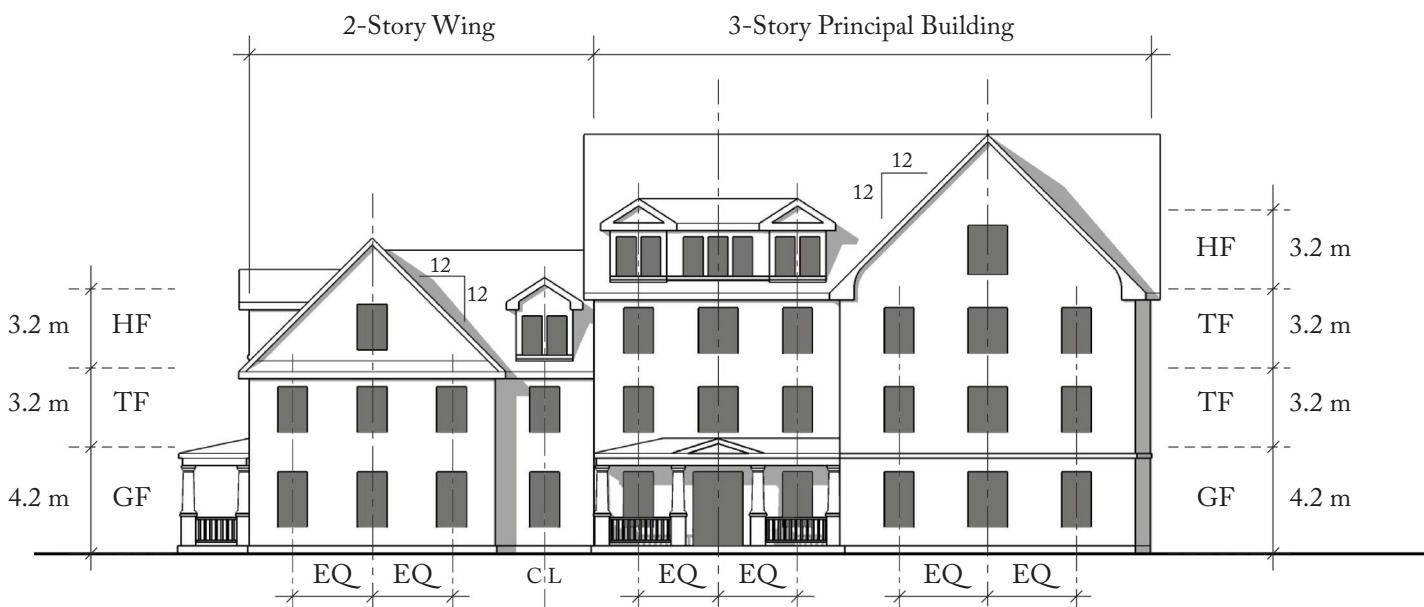 2-Story Wing
3-Story Principal Building
12
12
12
12
HF
3.2 m
3.2 m
HF
TF
3.2 m
3.2 m
TF
TF
3.2 m
4.2 m
GF
GF
4.2 m
EQ
EQ
CL
EQ
EQ
EQ
EQ